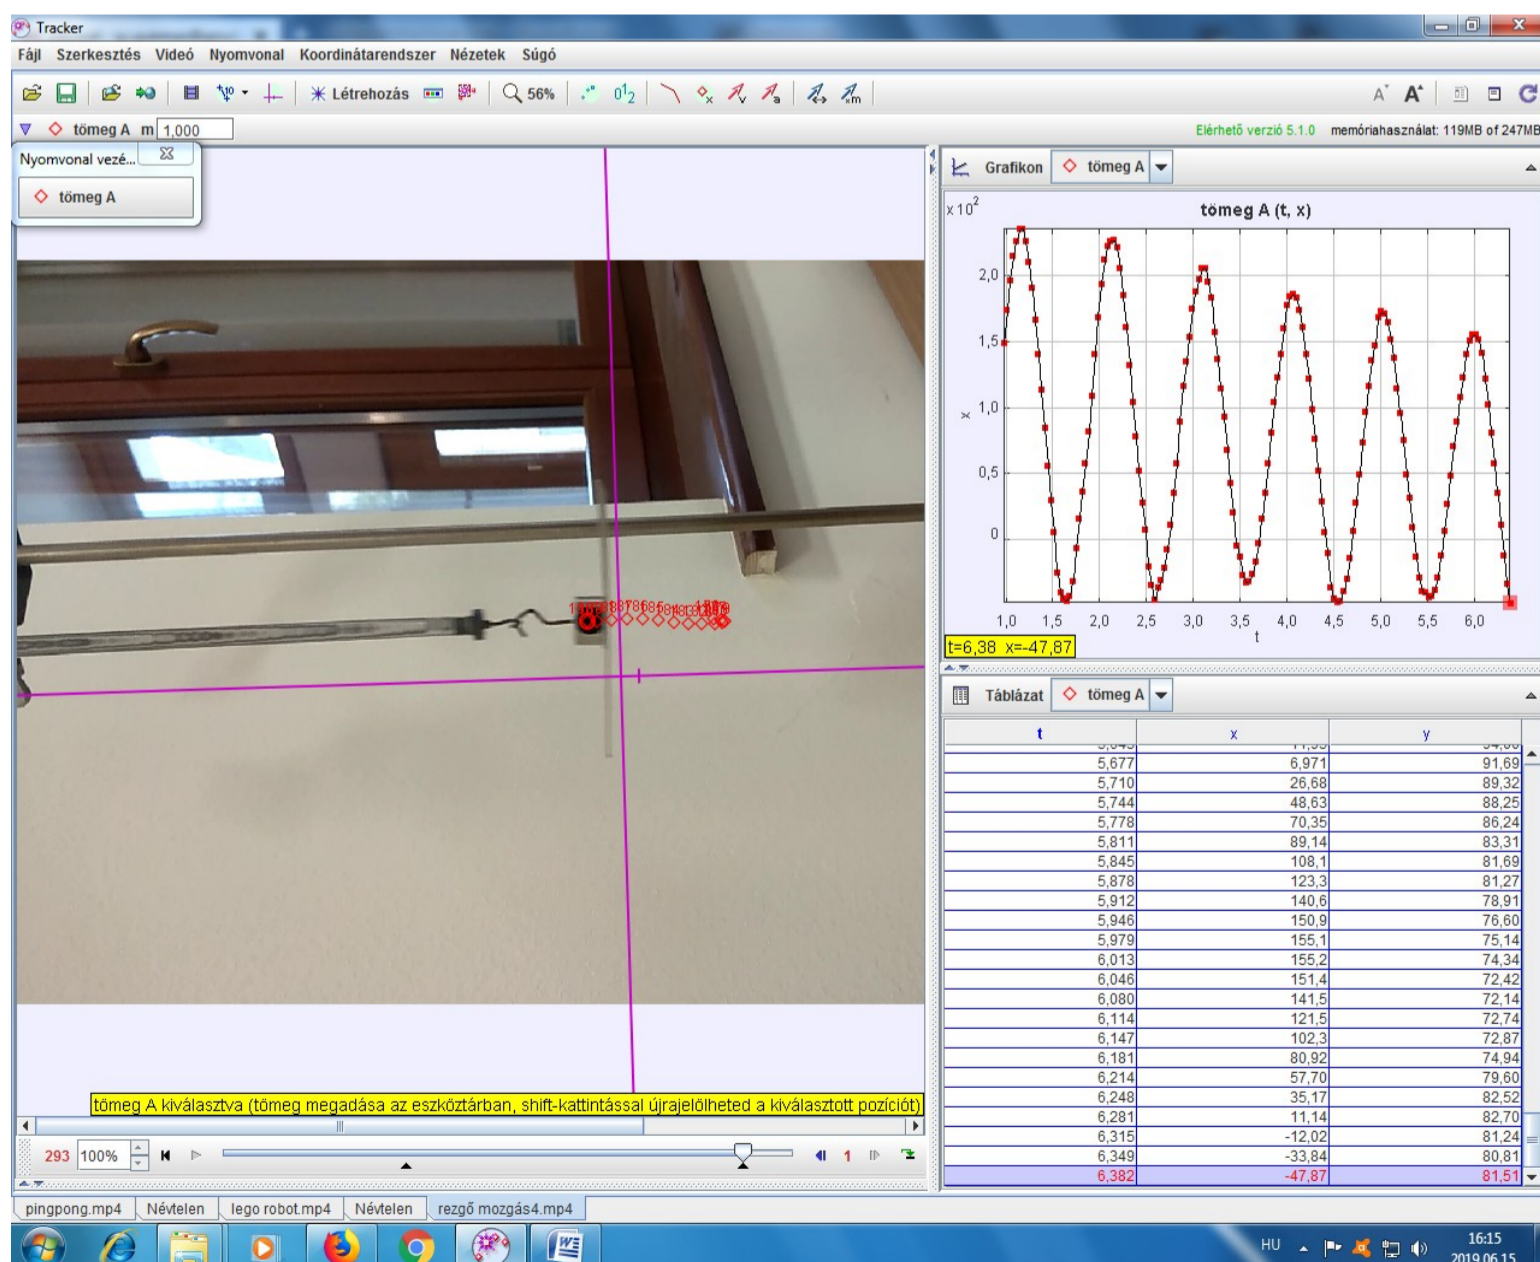 Tracker
Fájl Szerkesztés Videó Nyomvonal Koordinátarendszer Nézetek Súgó
Létrehozás 56%
tömeg A m 1,000 Elérhető verzió 5.1.0 memóriahasználat: 119MB of 247MB
Nyomvonal vezé...
tömeg A
Grafikon tömeg A
x10²
tömeg A (t, x)
2,0
1,5
x 1,0
0,5
0
1,0 1,5 2,0 2,5 3,0 3,5 4,0 4,5 5,0 5,5 6,0
t
t=6,38 x=-47,87
Táblázat tömeg A
t x y
5,677 6,971 91,69
5,710 26,68 89,32
5,744 48,63 88,25
5,778 70,35 86,24
5,811 89,14 83,31
5,845 108,1 81,69
5,878 123,3 81,27
5,912 140,6 78,91
5,946 150,9 76,60
5,979 155,1 75,14
6,013 155,2 74,34
6,046 151,4 72,42
6,080 141,5 72,14
6,114 121,5 72,74
6,147 102,3 72,87
6,181 80,92 74,94
6,214 57,70 79,60
6,248 35,17 82,52
6,281 11,14 82,70
6,315 -12,02 81,24
6,349 -33,84 80,81
6,382 -47,87 81,51
tömeg A kiválasztva (tömeg megadása az eszköztárban, shift-kattintással újrajelölheted a kiválasztott pozíciót)
293 100% 1
pingpong.mp4 Névtelen lego robot.mp4 Névtelen rezgő mozgás4.mp4
HU 16:15
2019.06.15.